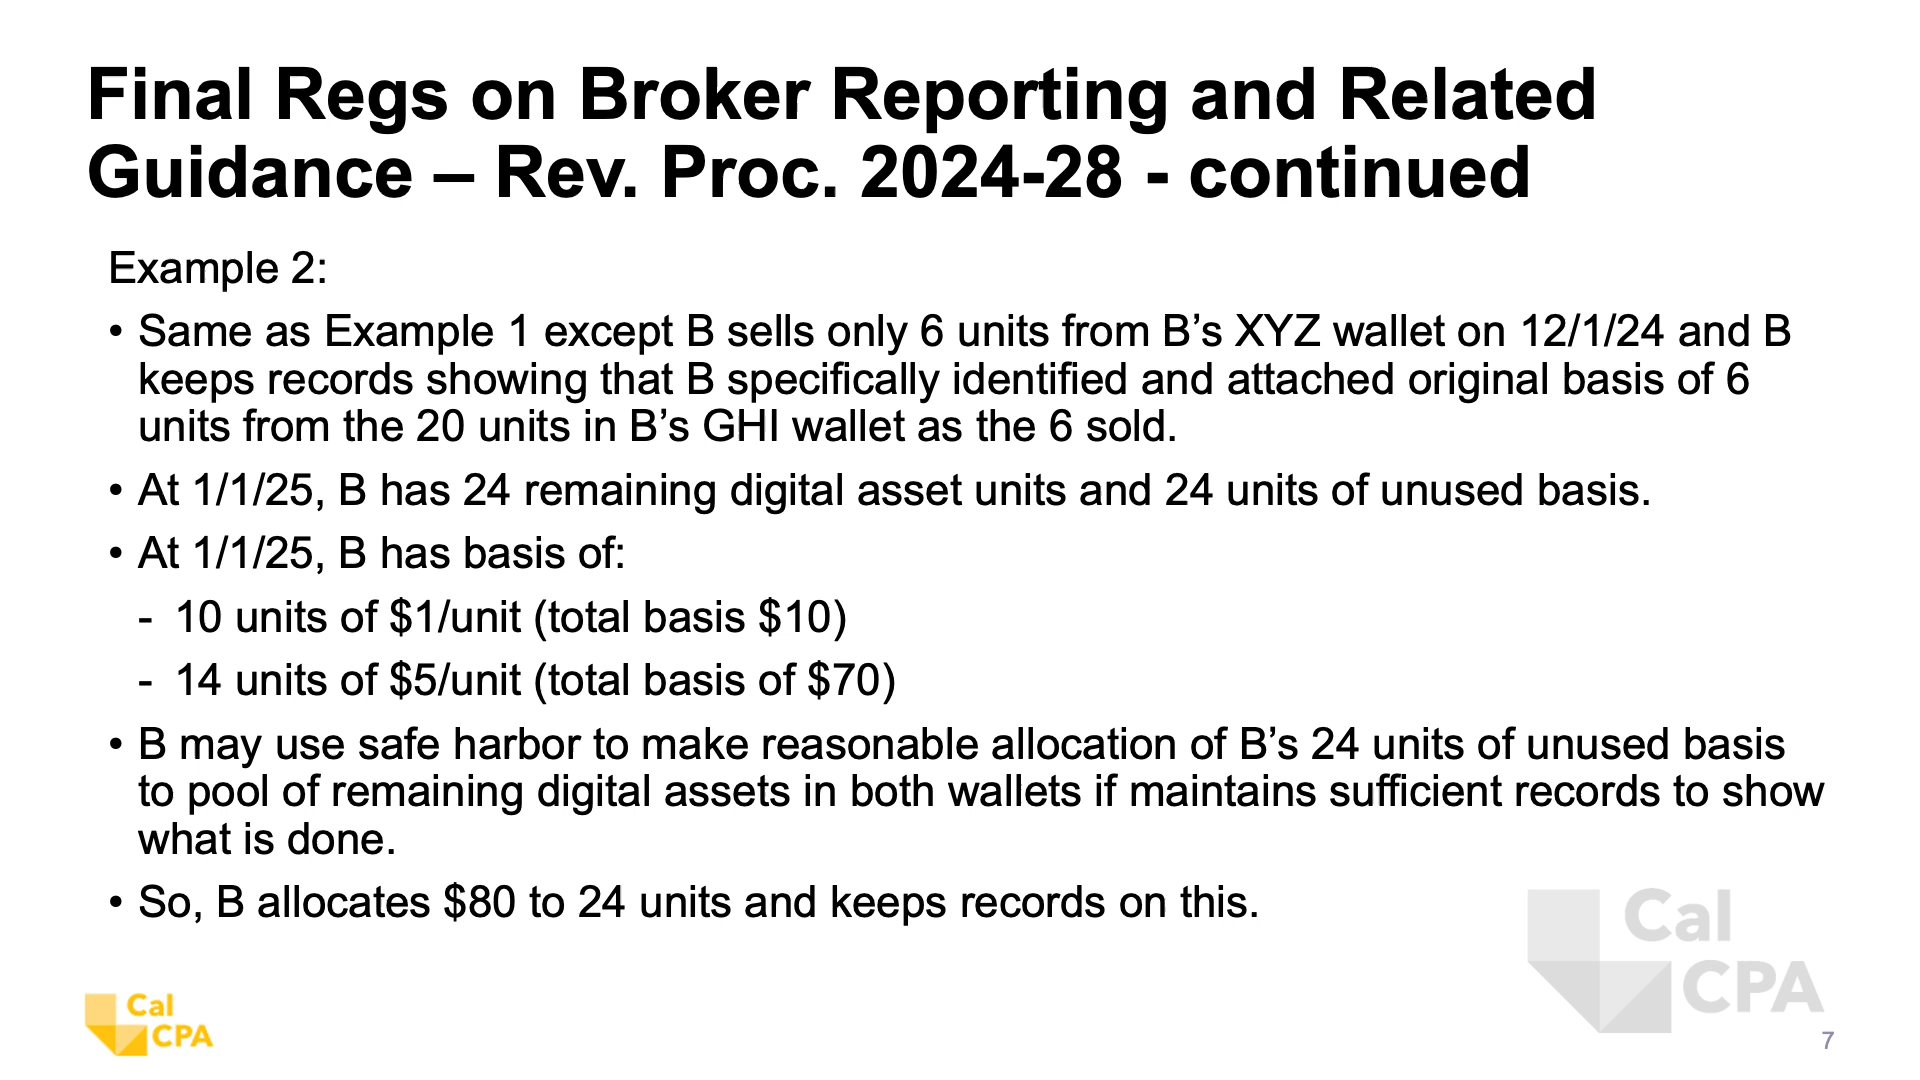 Final Regs on Broker Reporting and Related
Guidance – Rev. Proc. 2024-28 - continued
Example 2:
• Same as Example 1 except B sells only 6 units from B’s XYZ wallet on 12/1/24 and B
keeps records showing that B specifically identified and attached original basis of 6
units from the 20 units in B’s GHI wallet as the 6 sold.
• At 1/1/25, B has 24 remaining digital asset units and 24 units of unused basis.
• At 1/1/25, B has basis of:
- 10 units of $1/unit (total basis $10)
- 14 units of $5/unit (total basis of $70)
• B may use safe harbor to make reasonable allocation of B’s 24 units of unused basis
to pool of remaining digital assets in both wallets if maintains sufficient records to show
what is done.
• So, B allocates $80 to 24 units and keeps records on this.
Cal
CPA
Cal
CPA
7